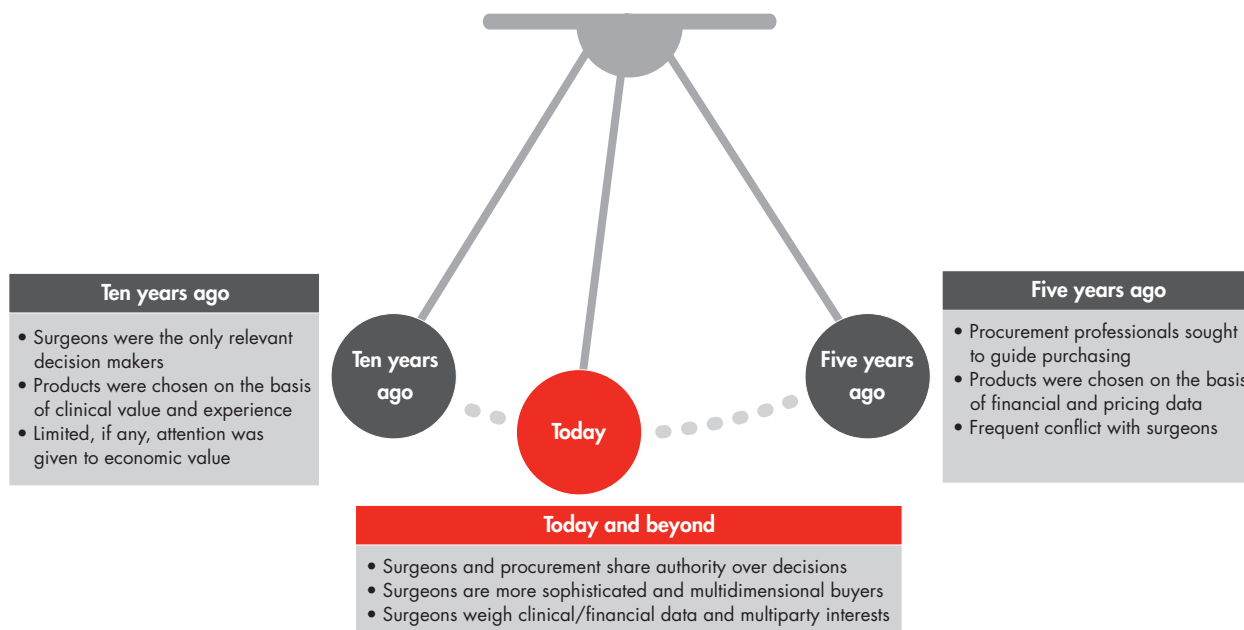 Ten years ago
• Surgeons were the only relevant
decision makers
• Products were chosen on the basis
of clinical value and experience
• Limited, if any, attention was
given to economic value
Ten years
ago
Today
Five years
ago
Five years ago
• Procurement professionals sought
to guide purchasing
• Products were chosen on the basis
of financial and pricing data
• Frequent conflict with surgeons
Today and beyond
• Surgeons and procurement share authority over decisions
• Surgeons are more sophisticated and multidimensional buyers
• Surgeons weigh clinical/financial data and multiparty interests